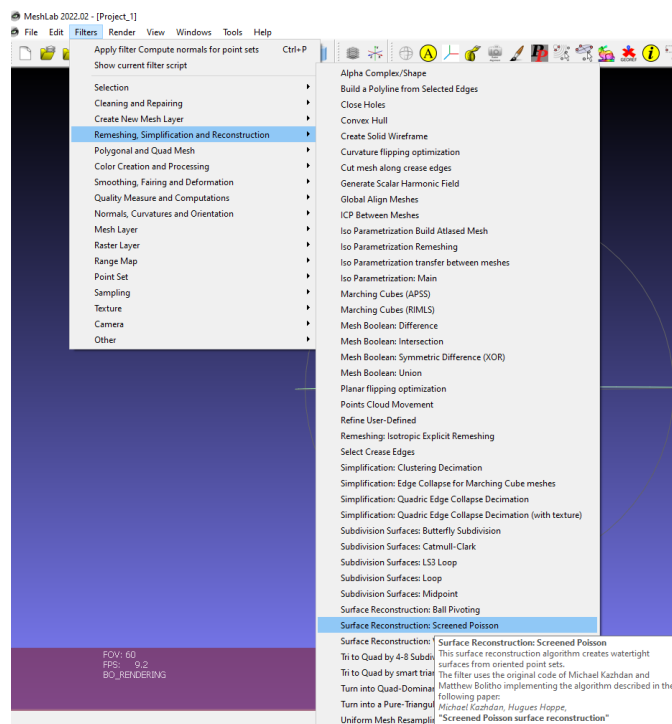 MeshLab 2022.02 - [Project_1]
File Edit Filters Render View Windows Tools Help
Apply filter Compute normals for point sets Ctrl+P
Show current filter script
Selection
Cleaning and Repairing
Create New Mesh Layer
Remeshing, Simplification and Reconstruction
Polygonal and Quad Mesh
Color Creation and Processing
Smoothing, Fairing and Deformation
Quality Measure and Computations
Normals, Curvatures and Orientation
Mesh Layer
Raster Layer
Range Map
Point Set
Sampling
Texture
Camera
Other
Alpha Complex/Shape
Build a Polyline from Selected Edges
Close Holes
Convex Hull
Create Solid Wireframe
Curvature flipping optimization
Cut mesh along crease edges
Generate Scalar Harmonic Field
Global Align Meshes
ICP Between Meshes
Iso Parametrization Build Atlased Mesh
Iso Parametrization Remeshing
Iso Parametrization transfer between meshes
Iso Parametrization: Main
Marching Cubes (APSS)
Marching Cubes (RIMLS)
Mesh Boolean: Difference
Mesh Boolean: Intersection
Mesh Boolean: Symmetric Difference (XOR)
Mesh Boolean: Union
Planar flipping optimization
Points Cloud Movement
Refine User-Defined
Remeshing: Isotropic Explicit Remeshing
Select Crease Edges
Simplification: Clustering Decimation
Simplification: Edge Collapse for Marching Cube meshes
Simplification: Quadric Edge Collapse Decimation
Simplification: Quadric Edge Collapse Decimation (with texture)
Subdivision Surfaces: Butterfly Subdivision
Subdivision Surfaces: Catmull-Clark
Subdivision Surfaces: LS3 Loop
Subdivision Surfaces: Loop
Subdivision Surfaces: Midpoint
Surface Reconstruction: Ball Pivoting
Surface Reconstruction: Screened Poisson
Surface Reconstruction:
Tri to Quad by 4-8 Subdiv
Tri to Quad by smart trian
Turn into Quad-Dominan
Turn into a Pure-Triangul
Uniform Mesh Resamplin
Surface Reconstruction: Screened Poisson
This surface reconstruction algorithm creates watertight
surfaces from oriented point sets.
The filter uses the original code of Michael Kazhdan and
Matthew Bolitho implementing the algorithm described in the
following paper:
Michael Kazhdan, Hugues Hoppe,
"Screened Poisson surface reconstruction"
FOV: 60
FPS: 9.2
BO_RENDERING